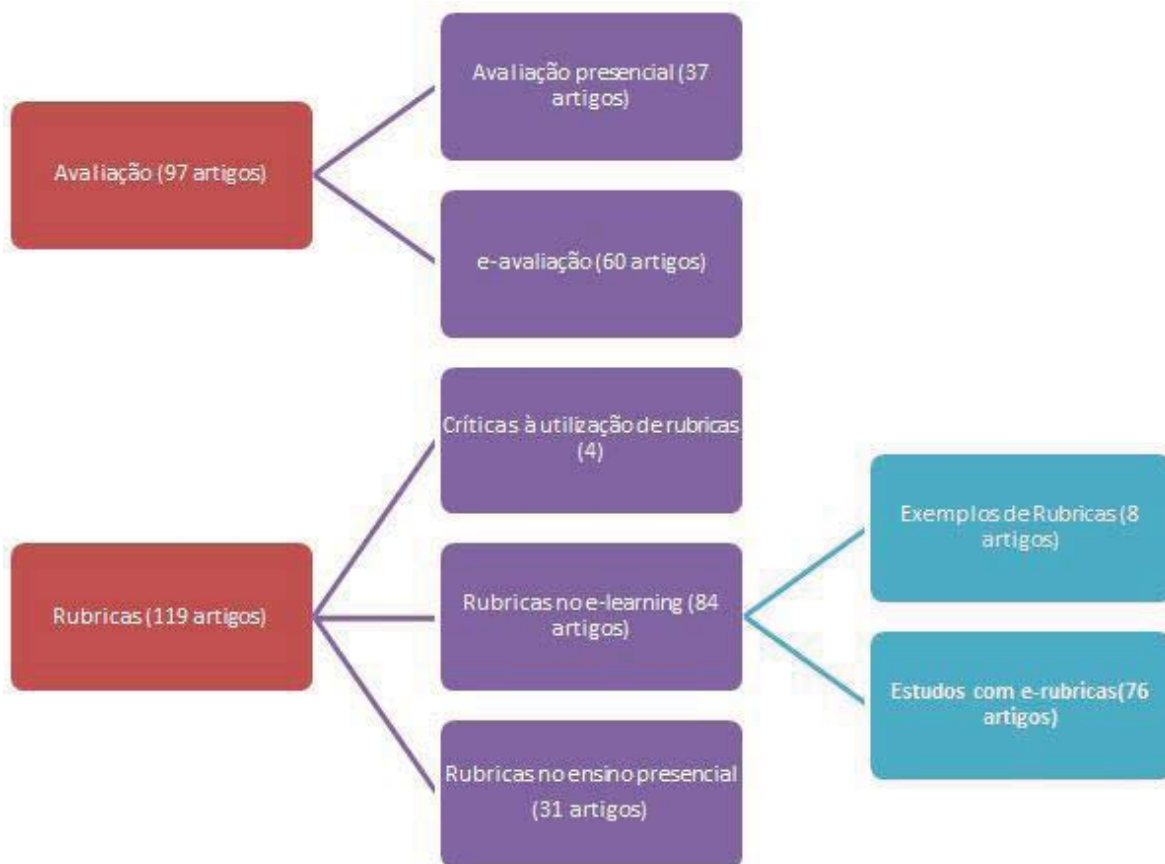 Avaliação (97 artigos)
Avaliação presencial (37
artigos)
e-avaliação (60 artigos)
Rubricas (119 artigos)
Críticas à utilização de rubricas
(4)
Rubricas no e-learning (84
artigos)
Rubricas no ensino presencial
(31 artigos)
Exemplos de Rubricas (8
artigos)
Estudos com e-rubricas(76
artigos)